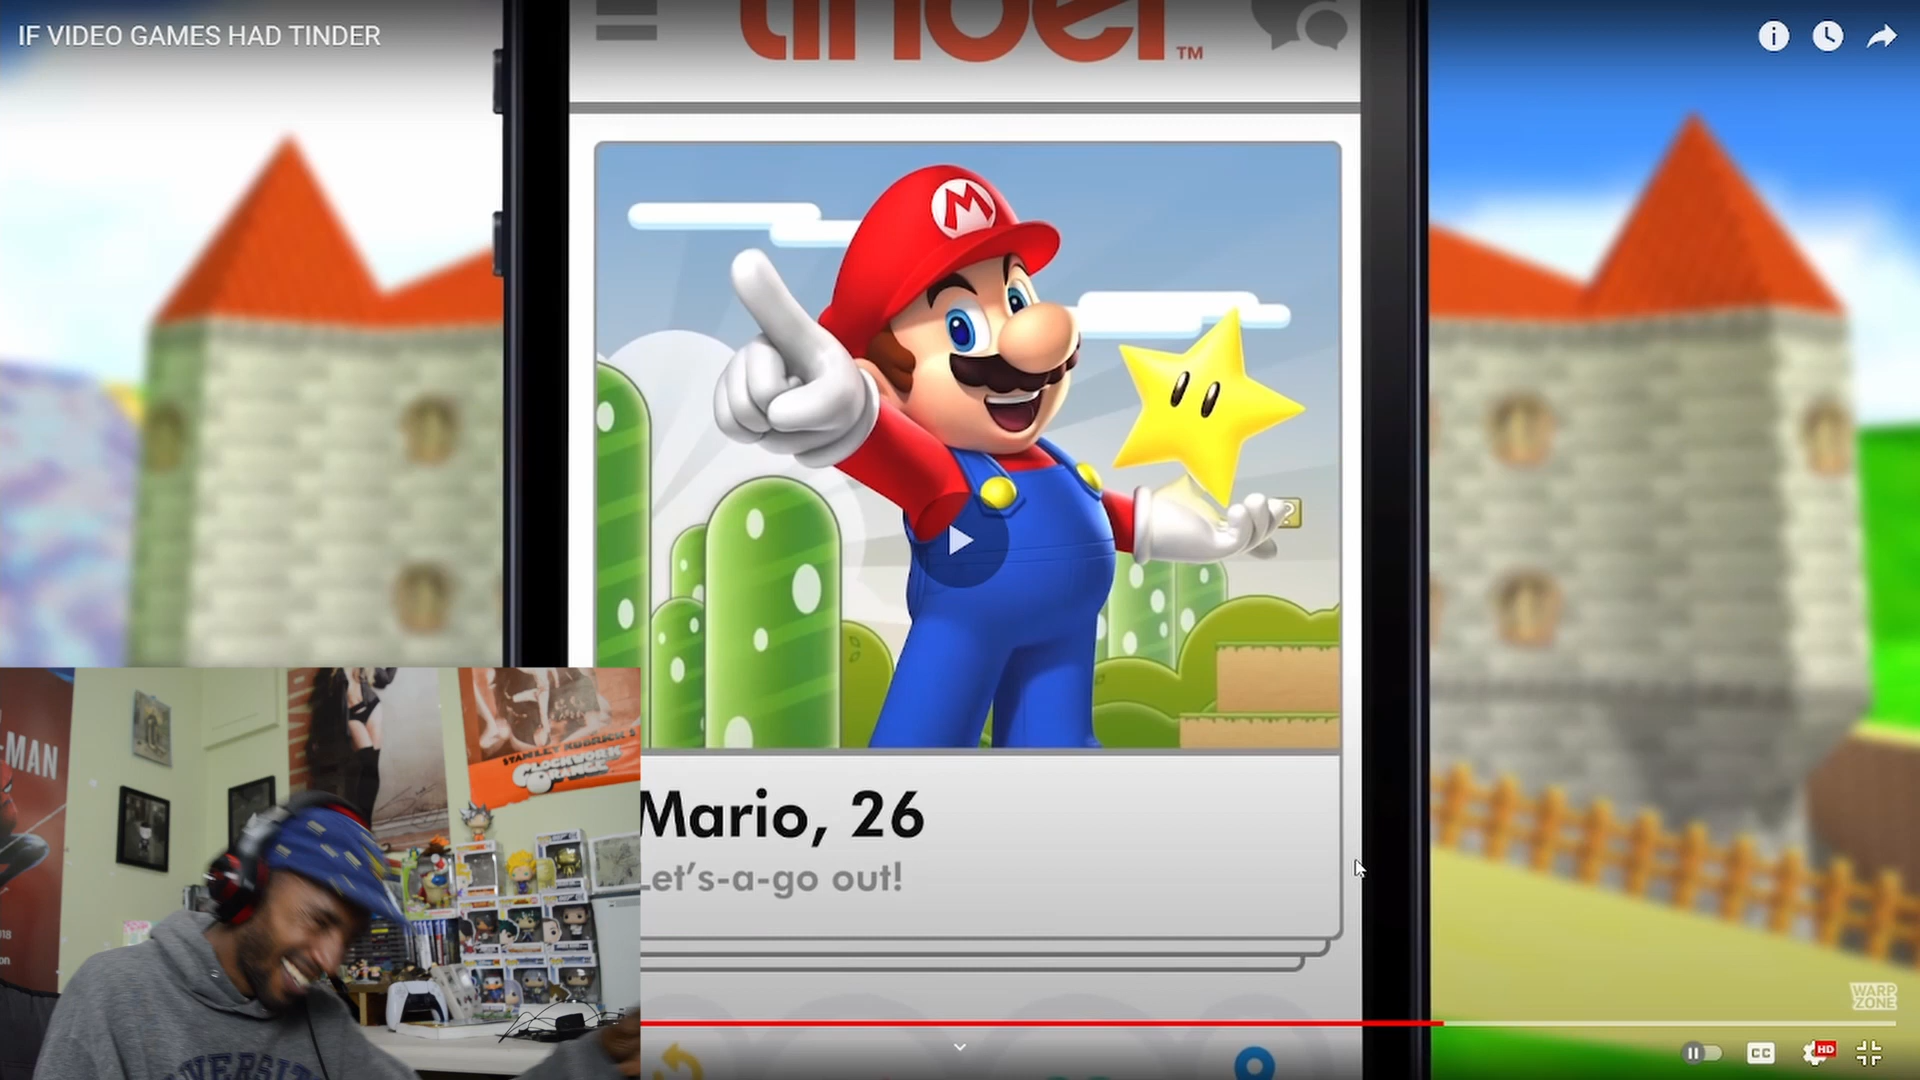 IF VIDEO GAMES HAD TINDER
tinder
TM
M
?
-MAN
STANLEY KUBRICK'S
CLOCKWORK
ORANGE
Mario, 26
Let's-a-go out!
WARP
ZONE
CC
HD